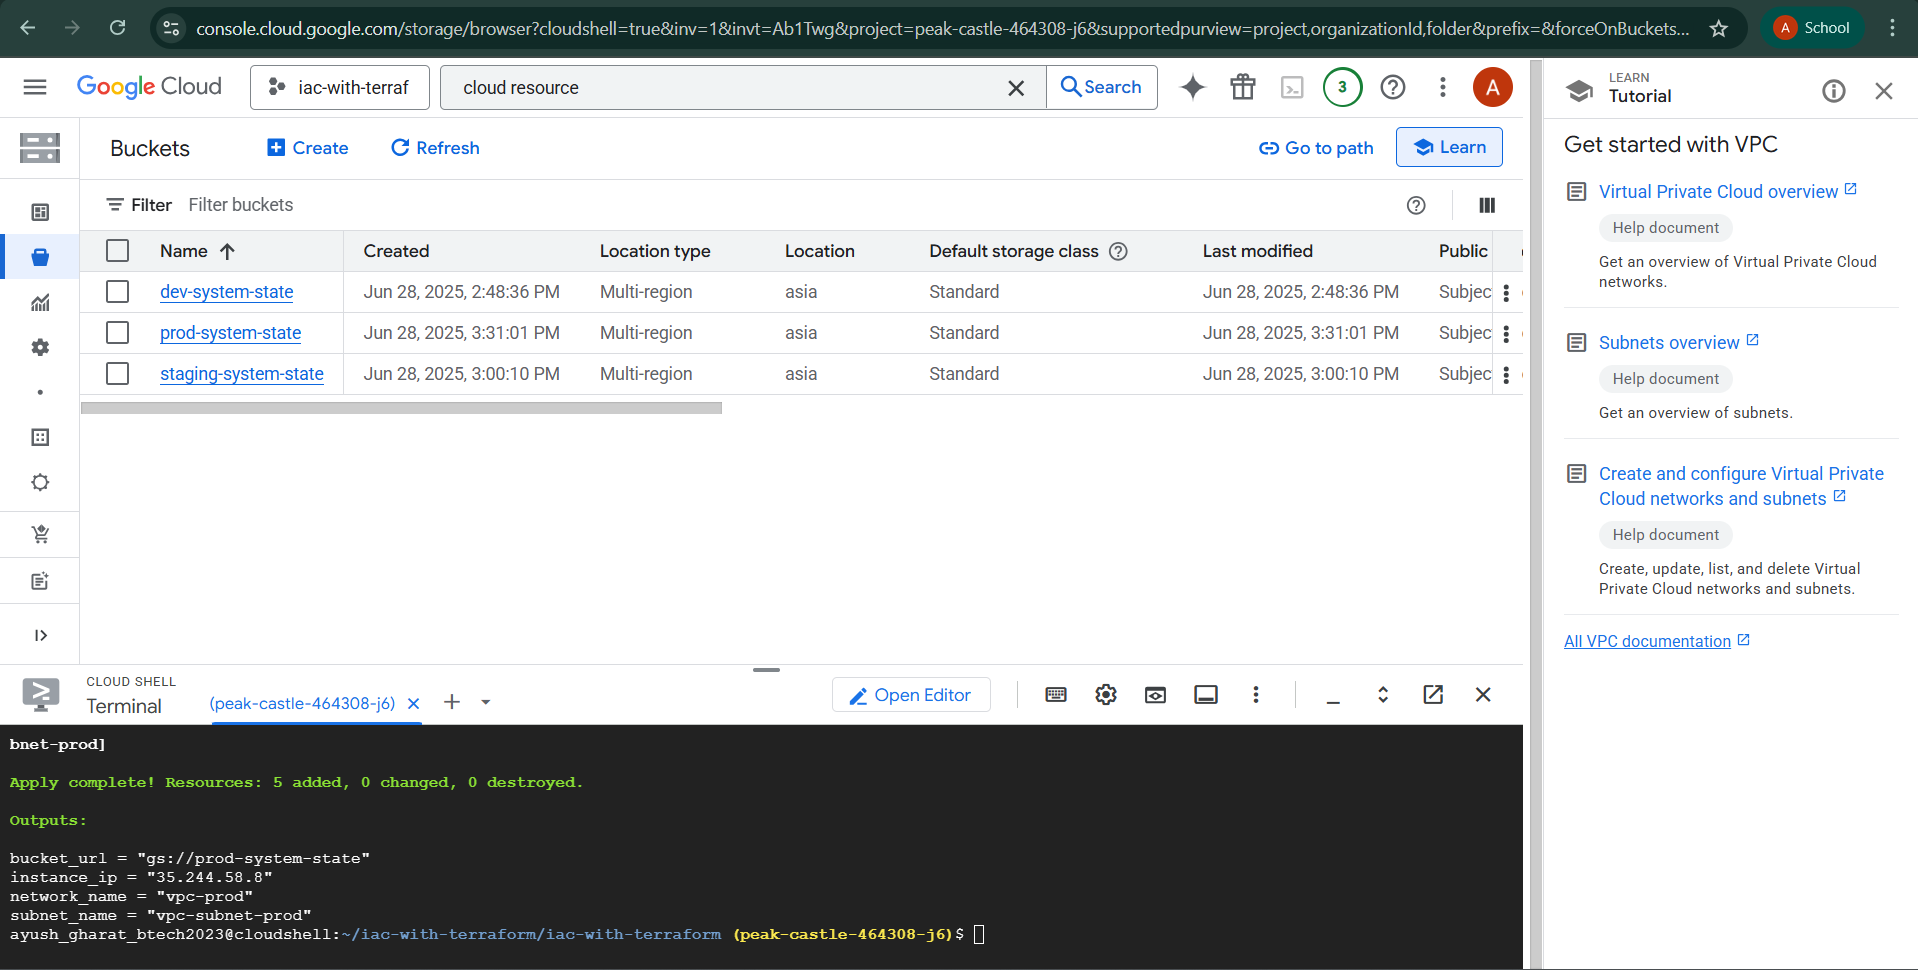 console.cloud.google.com/storage/browser?cloudshell=true&inv=1&invt=Ab1Twg&project=peak-castle-464308-j6&supportedpurview=project,organizationId,folder&prefix=&forceOnBuckets...
A School
Google Cloud
iac-with-terraf
cloud resource
Search
3
A
Buckets
Create
Refresh
Go to path
Learn
Filter Filter buckets
Name Created Location type Location Default storage class Last modified Public
dev-system-state Jun 28, 2025, 2:48:36 PM Multi-region asia Standard Jun 28, 2025, 2:48:36 PM Subjec
prod-system-state Jun 28, 2025, 3:31:01 PM Multi-region asia Standard Jun 28, 2025, 3:31:01 PM Subjec
staging-system-state Jun 28, 2025, 3:00:10 PM Multi-region asia Standard Jun 28, 2025, 3:00:10 PM Subjec
LEARN
Tutorial
Get started with VPC
Virtual Private Cloud overview
Help document
Get an overview of Virtual Private Cloud
networks.
Subnets overview
Help document
Get an overview of subnets.
Create and configure Virtual Private
Cloud networks and subnets
Help document
Create, update, list, and delete Virtual
Private Cloud networks and subnets.
All VPC documentation
CLOUD SHELL
Terminal
(peak-castle-464308-j6)
Open Editor
bnet-prod]
Apply complete! Resources: 5 added, 0 changed, 0 destroyed.
Outputs:
bucket_url = "gs://prod-system-state"
instance_ip = "35.244.58.8"
network_name = "vpc-prod"
subnet_name = "vpc-subnet-prod"
ayush_gharat_btech2023@cloudshell:~/iac-with-terraform/iac-with-terraform (peak-castle-464308-j6)$